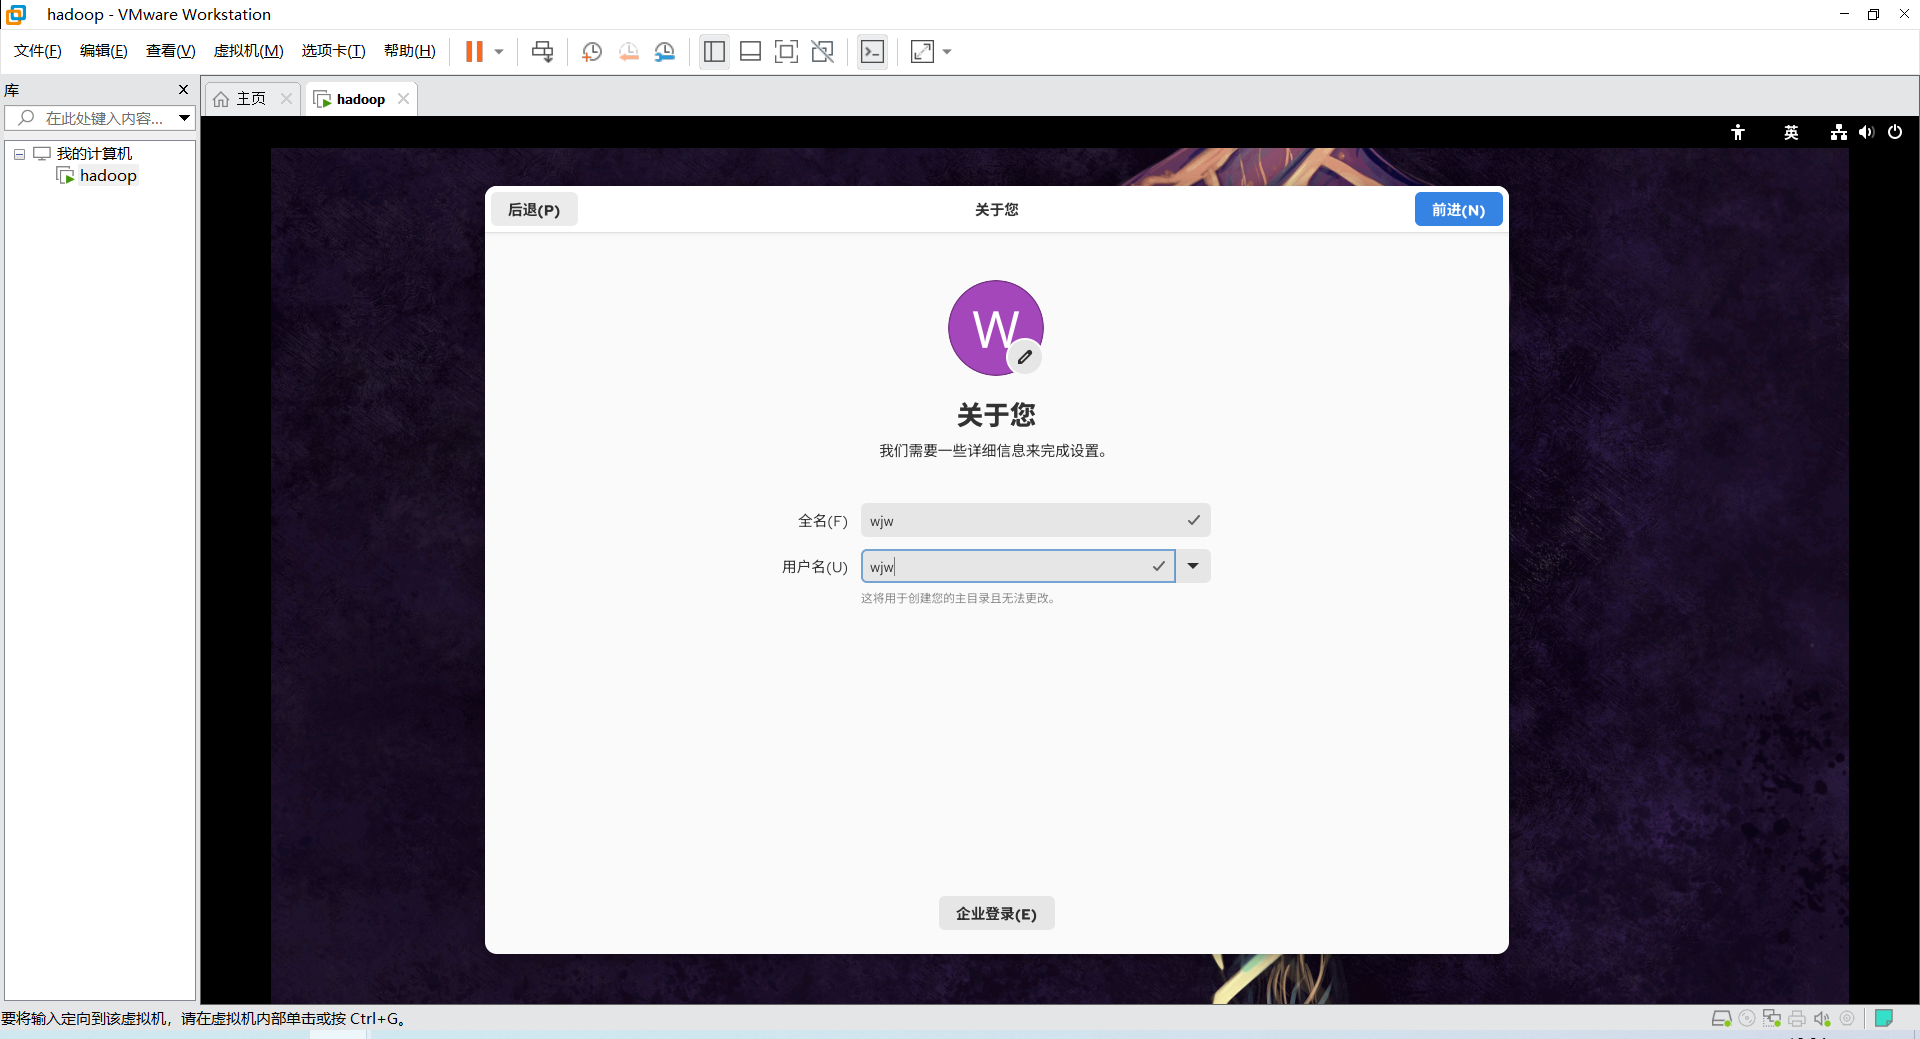 hadoop - VMware Workstation
文件(F) 编辑(E) 查看(V) 虚拟机(M) 选项卡(T) 帮助(H)
库
主页
hadoop
在此处键入内容...
英
我的计算机
hadoop
后退(P)
关于您
前进(N)
W
关于您
我们需要一些详细信息来完成设置。
全名(F) wjw
用户名(U) wjw
这将用于创建您的主目录且无法更改。
企业登录(E)
要将输入定向到该虚拟机，请在虚拟机内部单击或按 Ctrl+G。